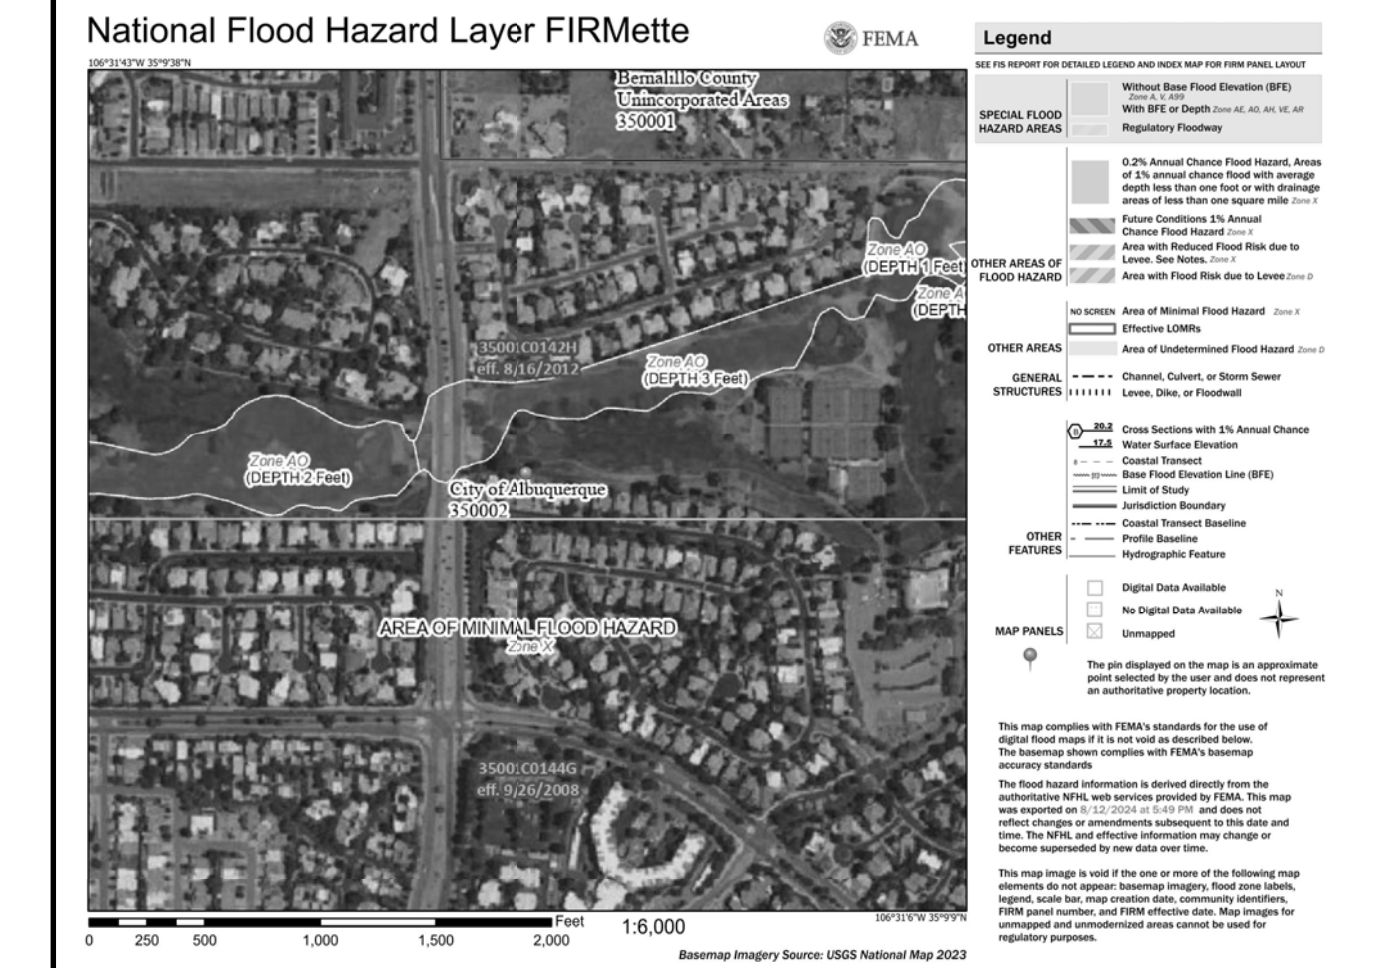 National Flood Hazard Layer FIRMette
FEMA
106°31'43"W 35°9'38"N
Bernalillo County
Unincorporated Areas
350001
Zone AO
(DEPTH 1 Feet)
Zone A
(DEPTH
35001C0142H
eff. 8/16/2012
Zone AO
(DEPTH 3 Feet)
Zone AO
(DEPTH 2 Feet)
City of Albuquerque
350002
AREA OF MINIMAL FLOOD HAZARD
Zone X
35001C0144G
eff. 9/26/2008
106°31'6"W 35°9'9"N
Feet
1:6,000
0 250 500 1,000 1,500 2,000
Basemap Imagery Source: USGS National Map 2023
Legend
SEE FIS REPORT FOR DETAILED LEGEND AND INDEX MAP FOR FIRM PANEL LAYOUT
SPECIAL FLOOD
HAZARD AREAS
Without Base Flood Elevation (BFE)
Zone A, V, A99
With BFE or Depth Zone AE, AO, AH, VE, AR
Regulatory Floodway
OTHER AREAS OF
FLOOD HAZARD
0.2% Annual Chance Flood Hazard, Areas
of 1% annual chance flood with average
depth less than one foot or with drainage
areas of less than one square mile Zone X
Future Conditions 1% Annual
Chance Flood Hazard Zone X
Area with Reduced Flood Risk due to
Levee. See Notes. Zone X
Area with Flood Risk due to Levee Zone D
OTHER AREAS
NO SCREEN Area of Minimal Flood Hazard Zone X
Effective LOMRs
Area of Undetermined Flood Hazard Zone D
GENERAL
STRUCTURES
Channel, Culvert, or Storm Sewer
Levee, Dike, or Floodwall
OTHER
FEATURES
B 20.2 Cross Sections with 1% Annual Chance
17.5 Water Surface Elevation
8 Coastal Transect
513 Base Flood Elevation Line (BFE)
Limit of Study
Jurisdiction Boundary
Coastal Transect Baseline
Profile Baseline
Hydrographic Feature
MAP PANELS
Digital Data Available
No Digital Data Available
Unmapped
N
The pin displayed on the map is an approximate
point selected by the user and does not represent
an authoritative property location.
This map complies with FEMA's standards for the use of
digital flood maps if it is not void as described below.
The basemap shown complies with FEMA's basemap
accuracy standards
The flood hazard information is derived directly from the
authoritative NFHL web services provided by FEMA. This map
was exported on 8/12/2024 at 5:49 PM and does not
reflect changes or amendments subsequent to this date and
time. The NFHL and effective information may change or
become superseded by new data over time.
This map image is void if the one or more of the following map
elements do not appear: basemap imagery, flood zone labels,
legend, scale bar, map creation date, community identifiers,
FIRM panel number, and FIRM effective date. Map images for
unmapped and unmodernized areas cannot be used for
regulatory purposes.